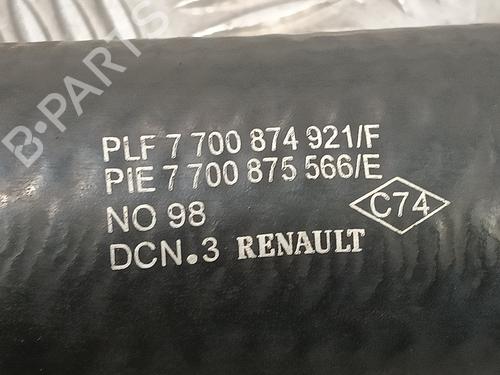 B-PARTS
PLF 7 700 874 921/F
PIE 7 700 875 566/E
NO 98
C74
DCN.3 RENAULT